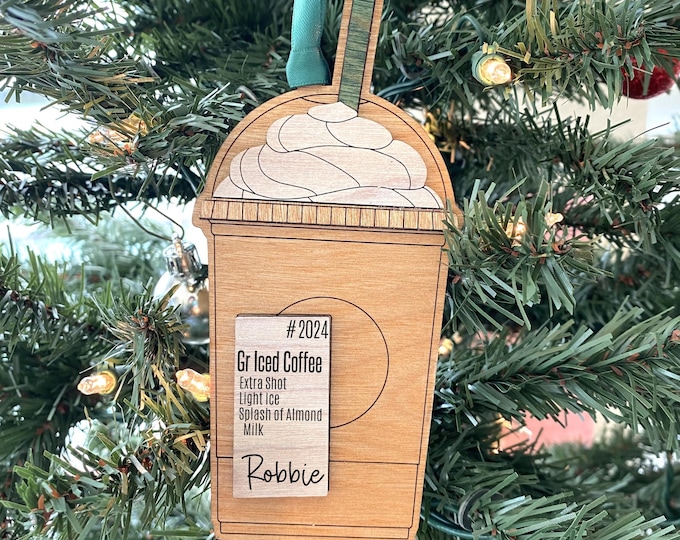 #2024
Gr Iced Coffee
Extra Shot
Light Ice
Splash of Almond
Milk
Robbie